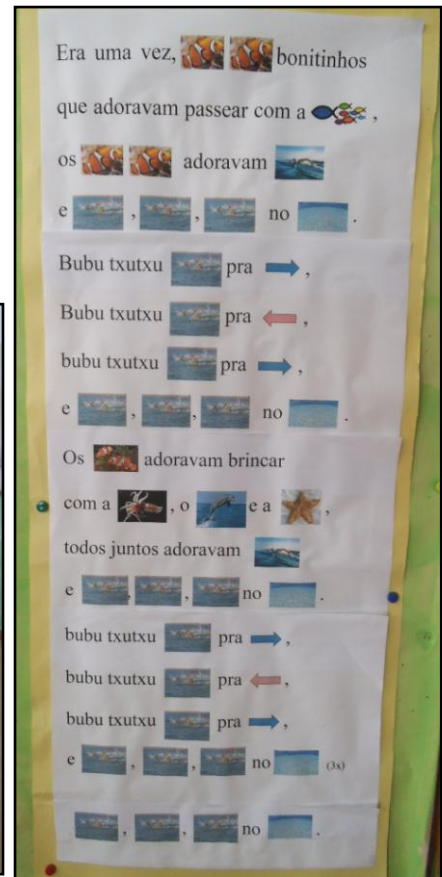 Era uma vez, bonitinhos
que adoravam passear com a ,
os adoravam
e , , no .
Bubu txutxu pra ,
Bubu txutxu pra ,
bubu txutxu pra ,
e , , no .
Os adoravam brincar
com a , o e a ,
todos juntos adoravam
e , , no .
bubu txutxu pra ,
bubu txutxu pra ,
bubu txutxu pra ,
e , , no (3x)
, , no .